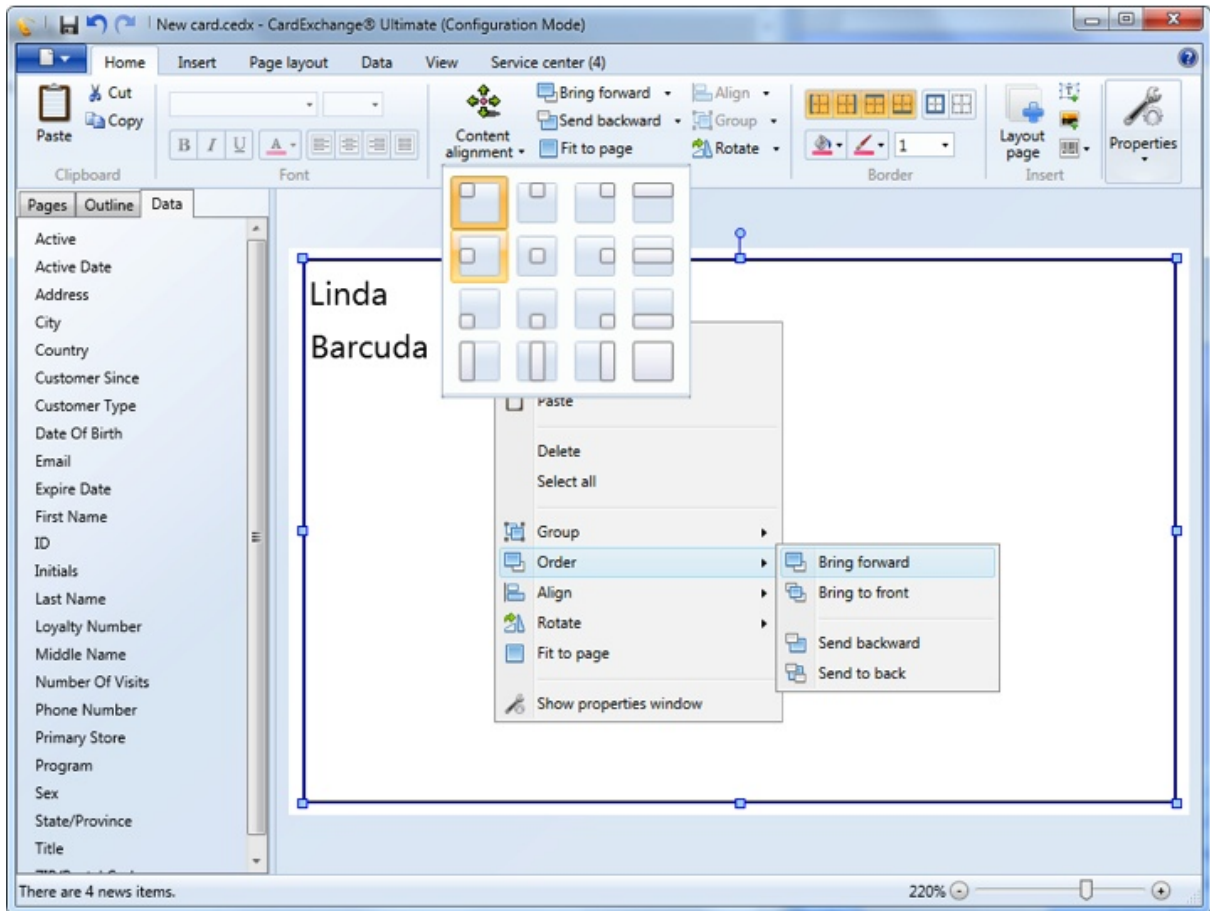 New card.cedx - CardExchange® Ultimate (Configuration Mode)
Home Insert Page layout Data View Service center (4)
Paste
Cut
Copy
Clipboard
B I U A
Font
Content
alignment
Bring forward
Send backward
Fit to page
Align
Group
Rotate
1
Border
Layout
page
Insert
Properties
Pages Outline Data
Active
Active Date
Address
City
Country
Customer Since
Customer Type
Date Of Birth
Email
Expire Date
First Name
ID
Initials
Last Name
Loyalty Number
Middle Name
Number Of Visits
Phone Number
Primary Store
Program
Sex
State/Province
Title
Linda
Barcuda
Paste
Delete
Select all
Group
Order
Align
Rotate
Fit to page
Show properties window
Bring forward
Bring to front
Send backward
Send to back
There are 4 news items.
220%